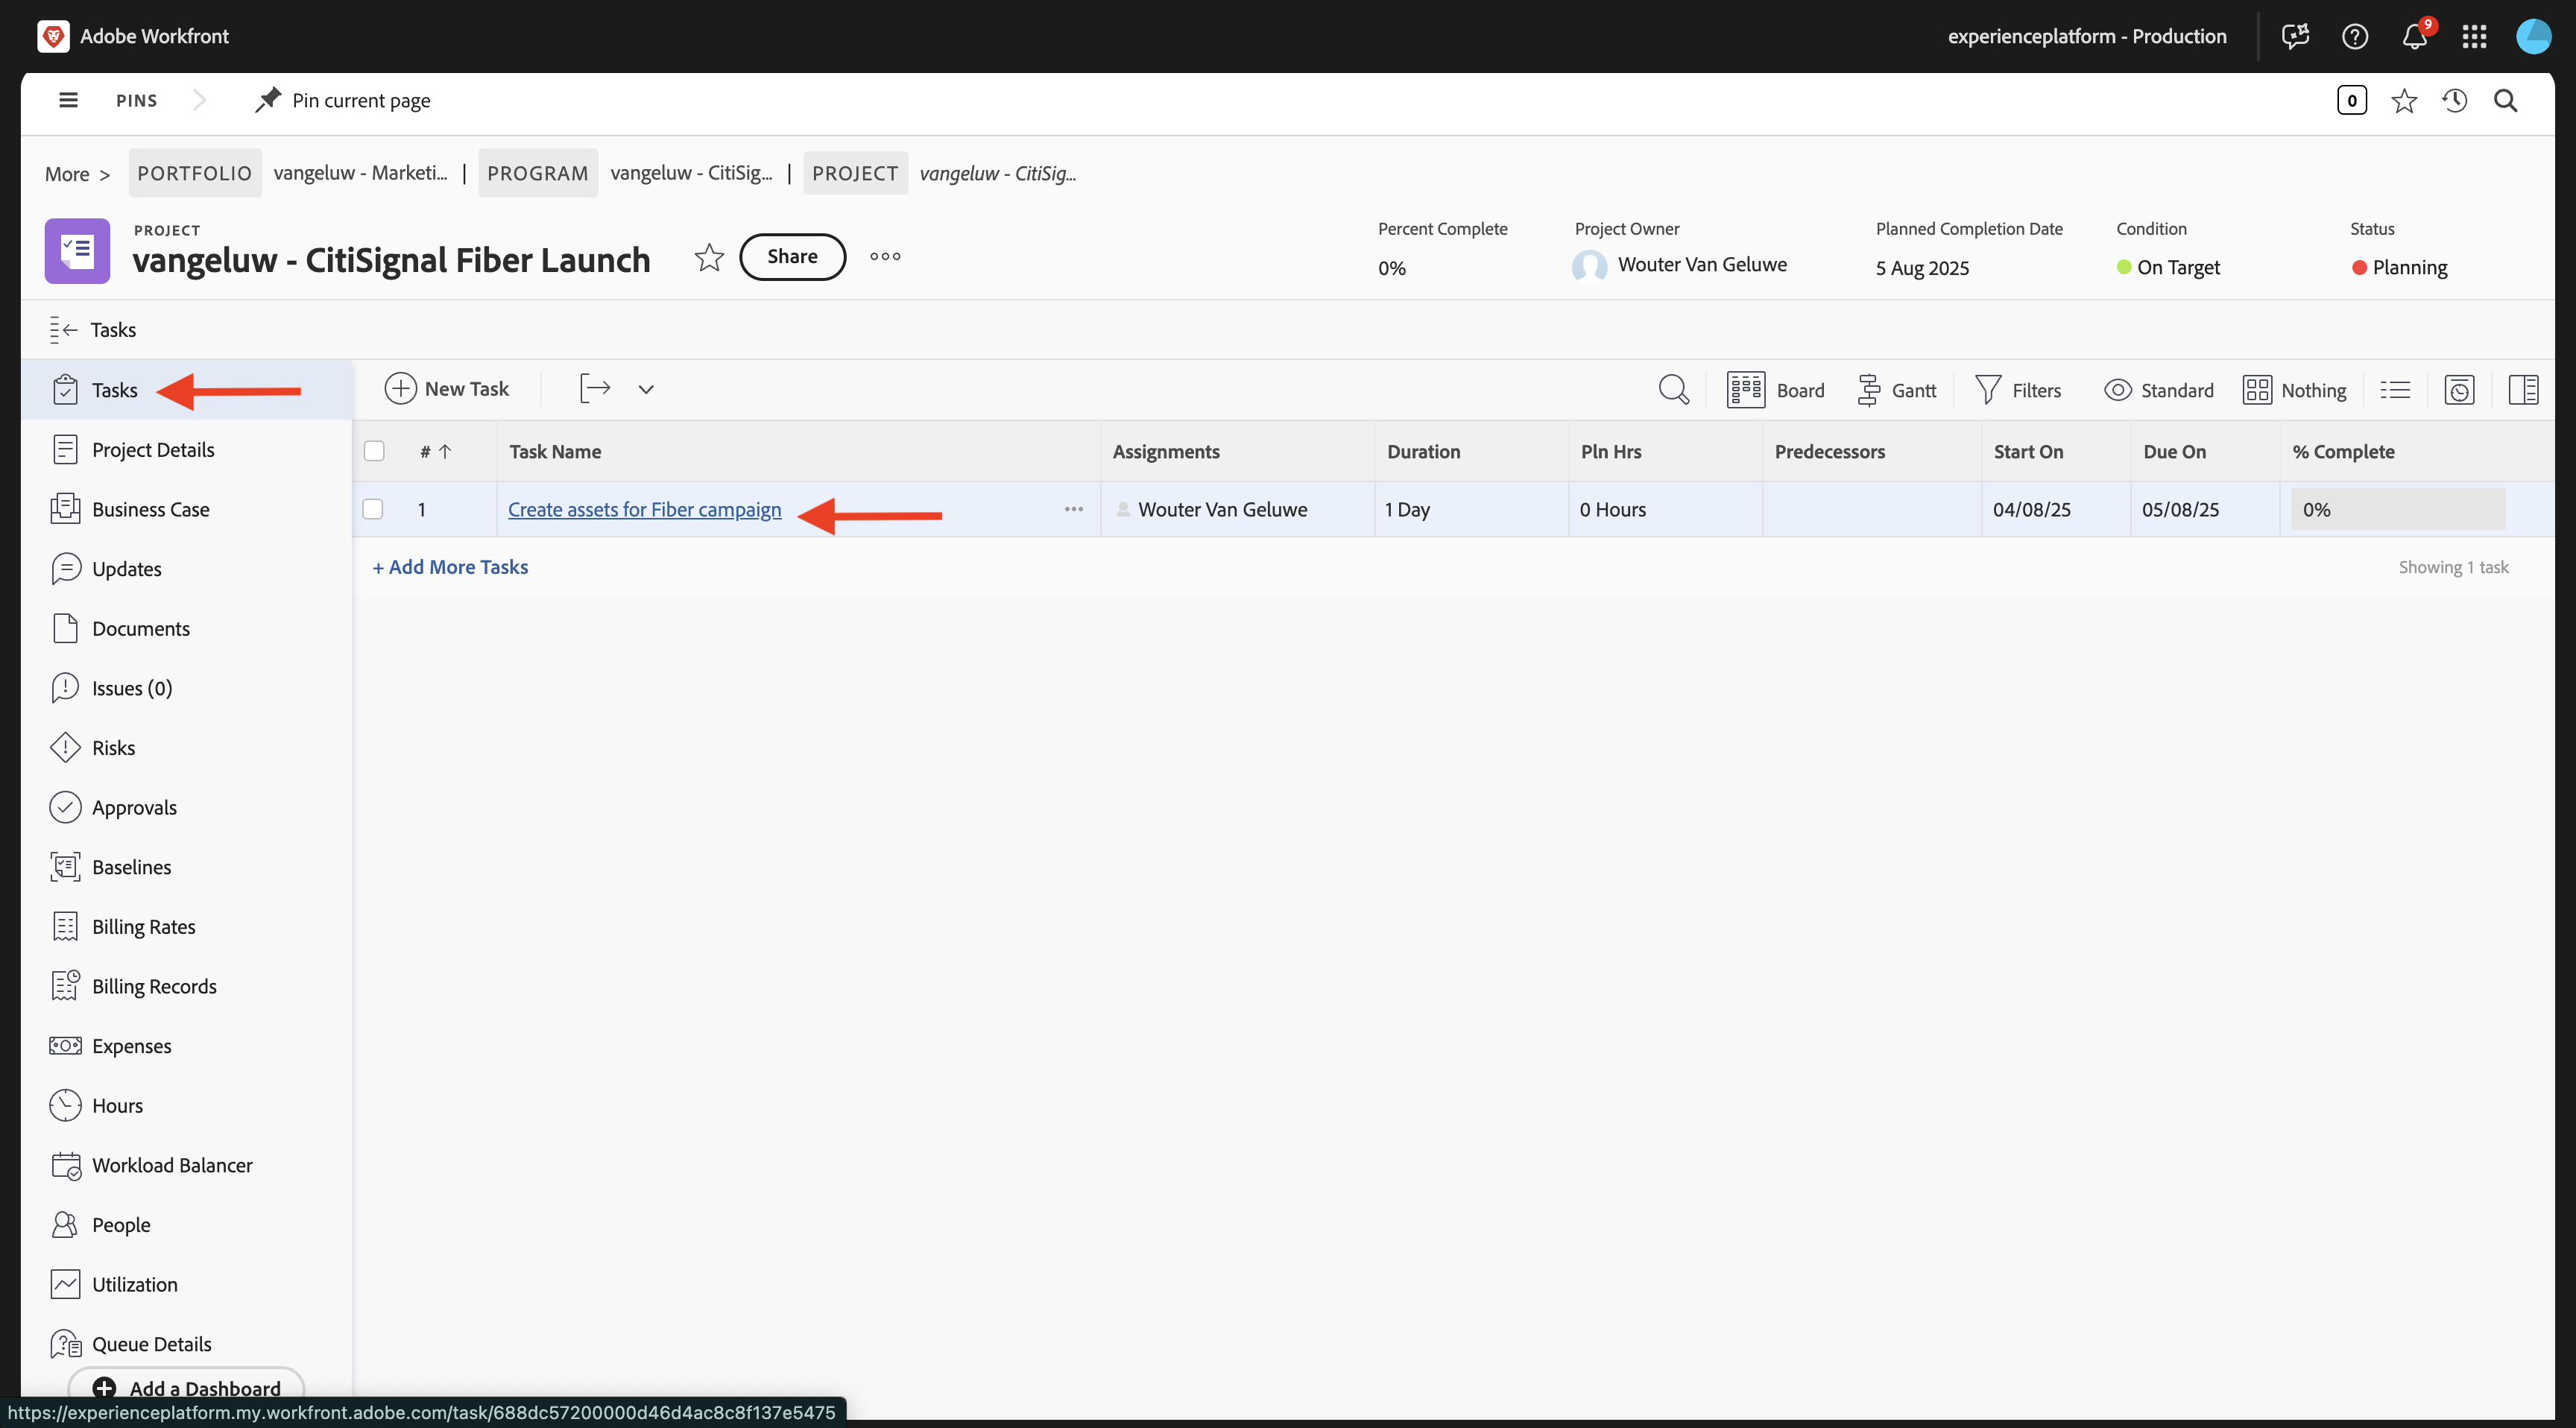 Adobe Workfront
experienceplatform - Production
9
PINS
Pin current page
0
More >
PORTFOLIO
vangeluw - Marketi...
|
PROGRAM
vangeluw - CitiSig...
|
PROJECT
vangeluw - CitiSig...
PROJECT
vangeluw - CitiSignal Fiber Launch
Share
Percent Complete
0%
Project Owner
Wouter Van Geluwe
Planned Completion Date
5 Aug 2025
Condition
On Target
Status
Planning
Tasks
Tasks
Project Details
Business Case
Updates
Documents
Issues (0)
Risks
Approvals
Baselines
Billing Rates
Billing Records
Expenses
Hours
Workload Balancer
People
Utilization
Queue Details
Add a Dashboard
New Task
Board
Gantt
Filters
Standard
Nothing
# Task Name Assignments Duration Pln Hrs Predecessors Start On Due On % Complete
1 Create assets for Fiber campaign Wouter Van Geluwe 1 Day 0 Hours 04/08/25 05/08/25 0%
+ Add More Tasks
Showing 1 task
https://experienceplatform.my.workfront.adobe.com/task/688dc57200000d46d4ac8c8f137e5475